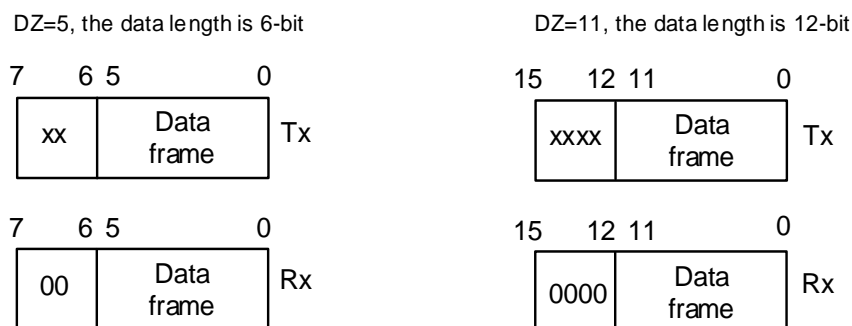 DZ=5, the data length is 6-bit
7 6 5 0
xx Data frame Tx
7 6 5 0
00 Data frame Rx
DZ=11, the data length is 12-bit
15 12 11 0
xxxx Data frame Tx
15 12 11 0
0000 Data frame Rx